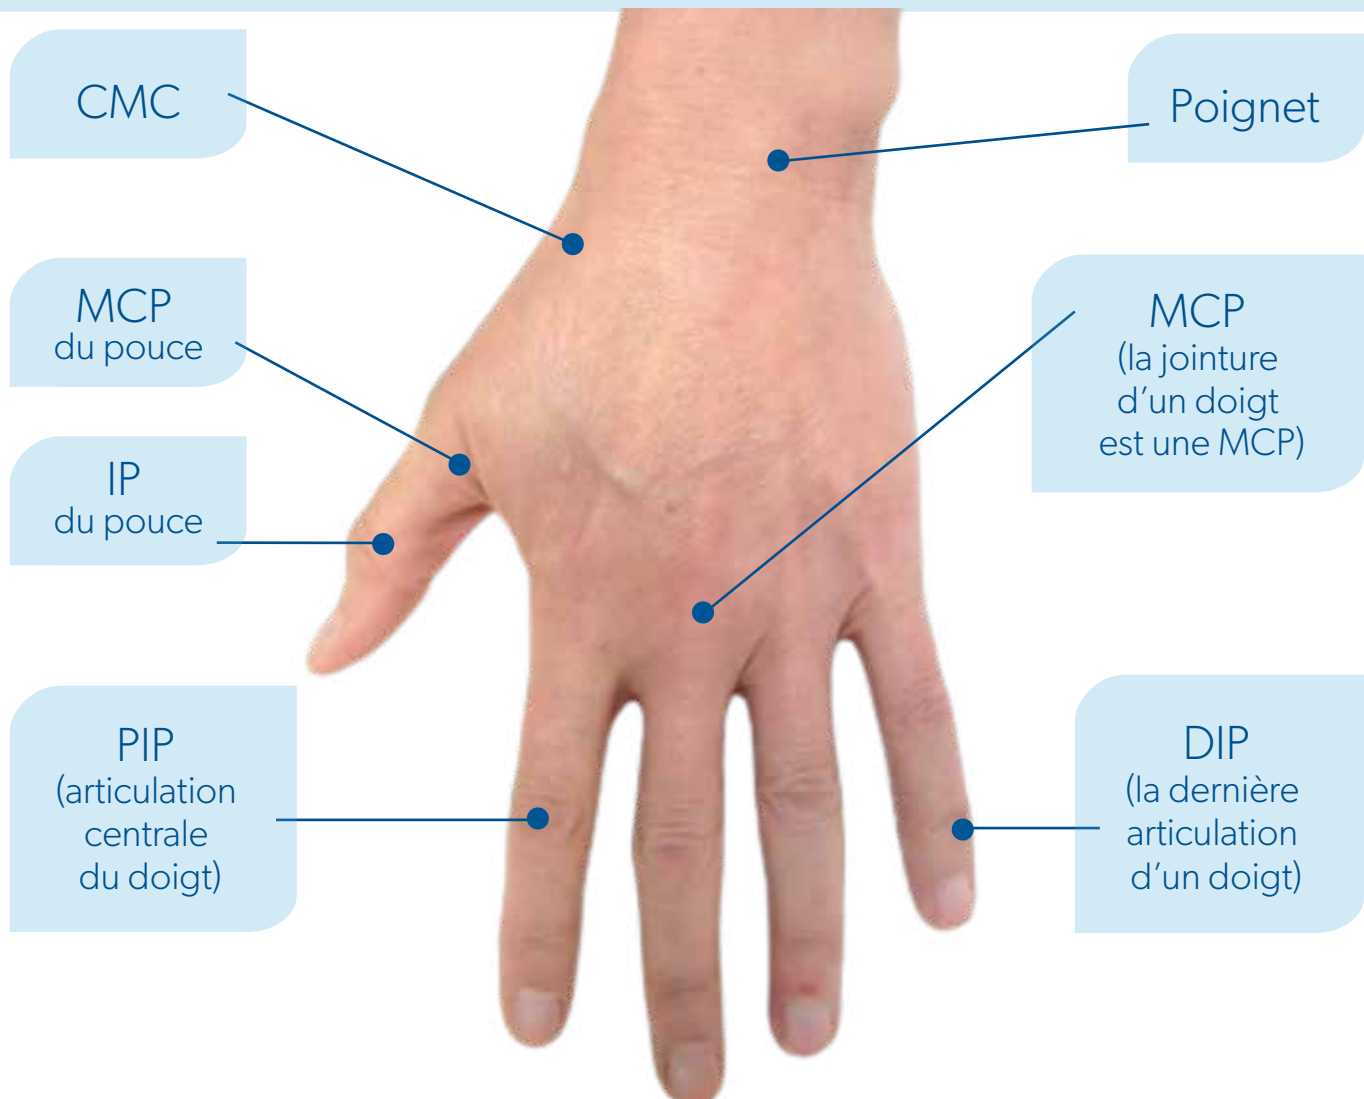 CMC
Poignet
MCP
du pouce
MCP
(la jointure
d’un doigt
est une MCP)
IP
du pouce
PIP
(articulation
centrale
du doigt)
DIP
(la dernière
articulation
d’un doigt)